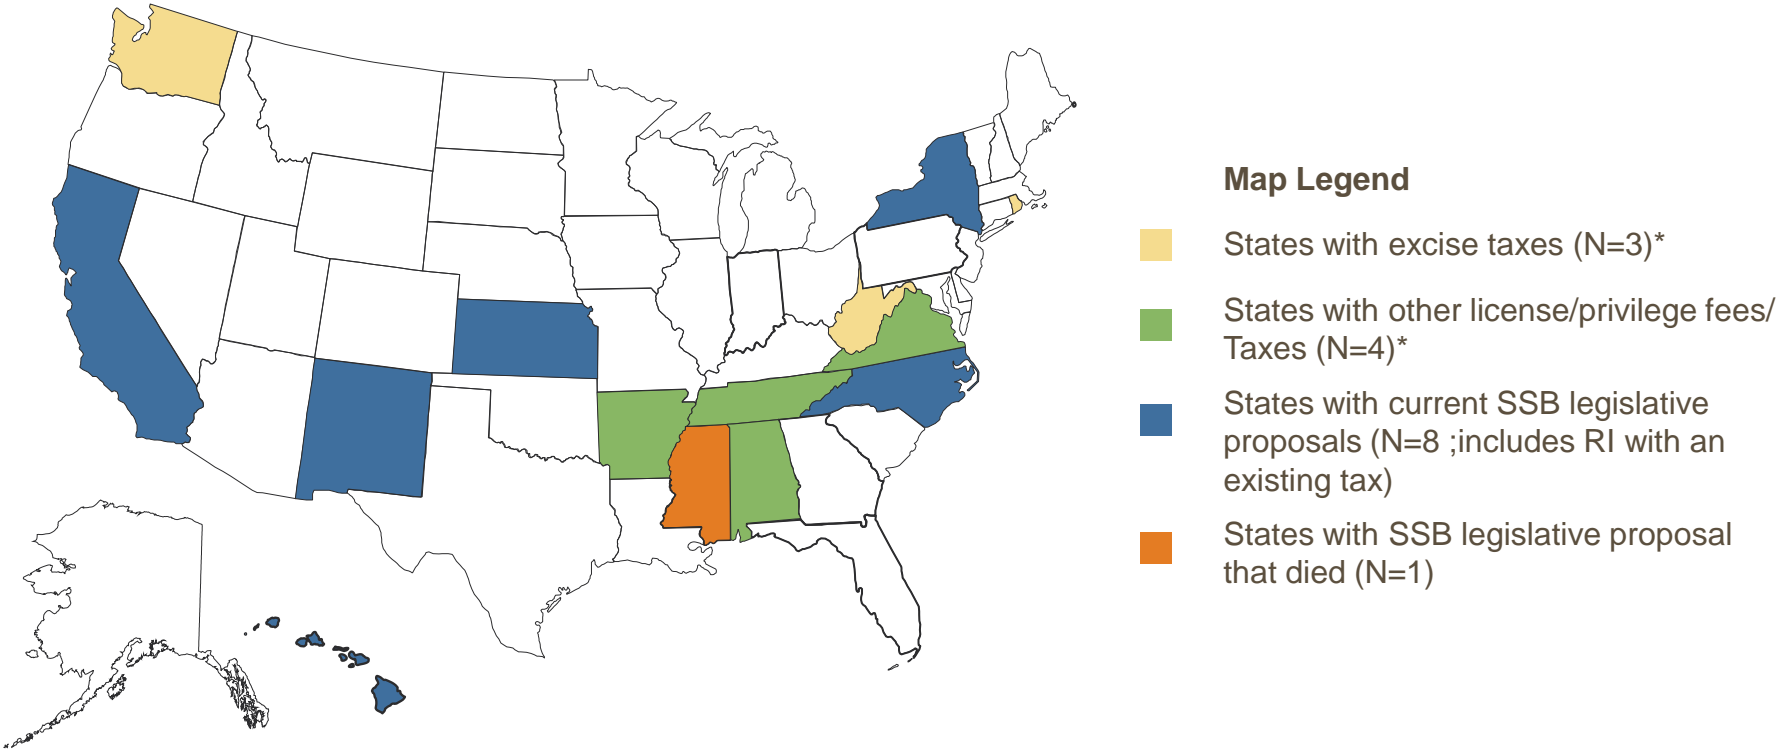 Map Legend
States with excise taxes (N=3)*
States with other license/privilege fees/
Taxes (N=4)*
States with current SSB legislative
proposals (N=8 ;includes RI with an
existing tax)
States with SSB legislative proposal
that died (N=1)